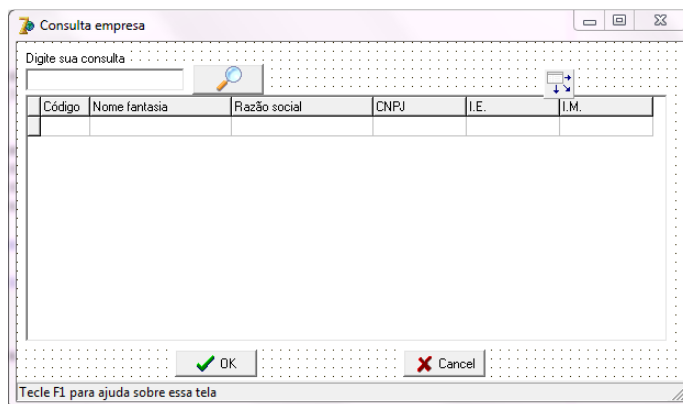 Consulta empresa
Digite sua consulta
Código Nome fantasia Razão social CNPJ I.E. I.M.
OK Cancel
Tecle F1 para ajuda sobre essa tela